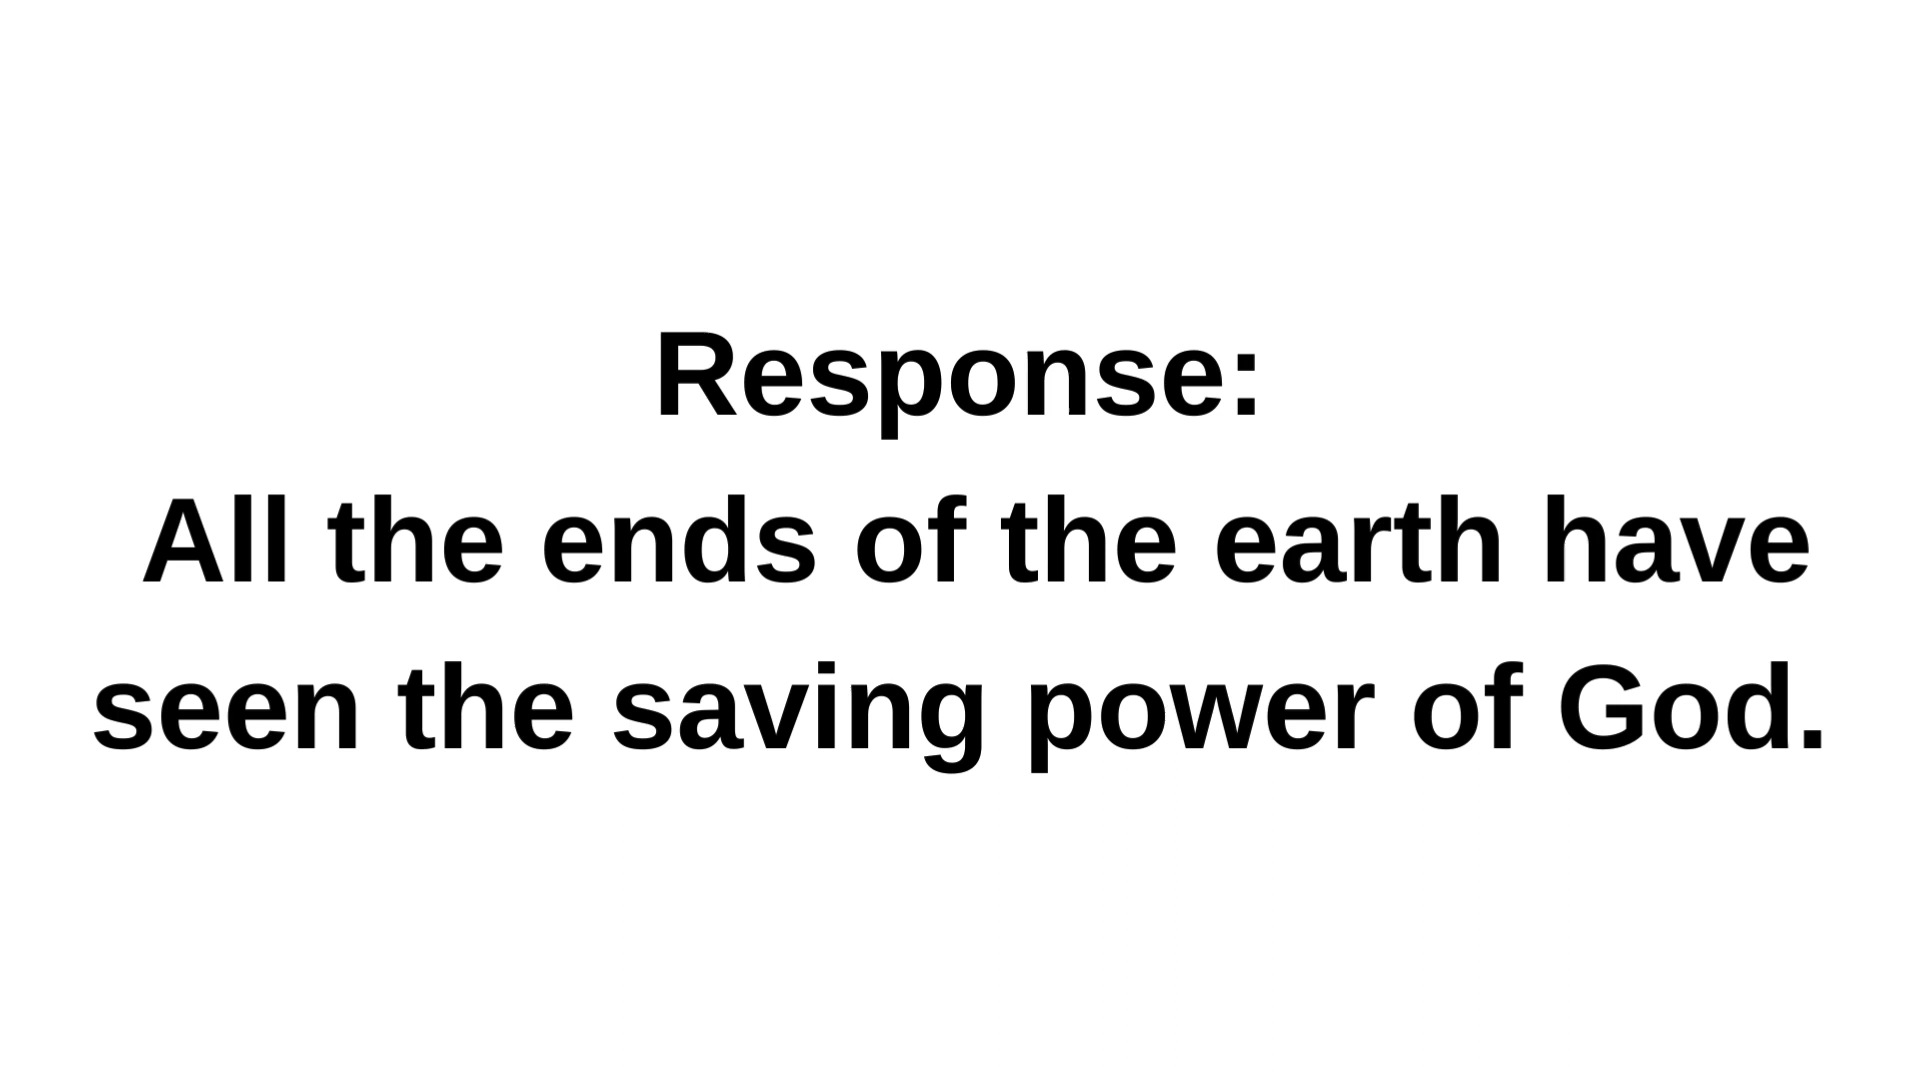 Response:
All the ends of the earth have
seen the saving power of God.